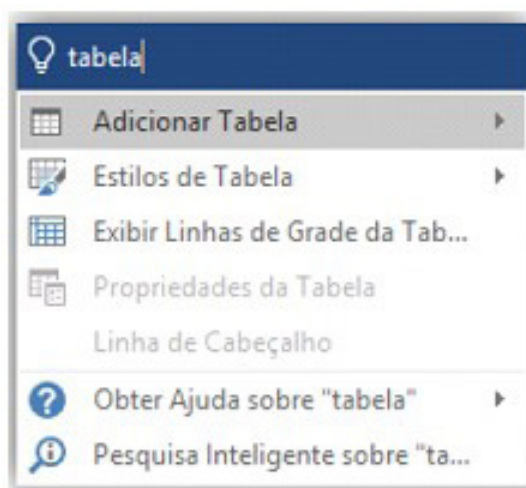 tabela
Adicionar Tabela
Estilos de Tabela
Exibir Linhas de Grade da Tab...
Propriedades da Tabela
Linha de Cabeçalho
Obter Ajuda sobre "tabela"
Pesquisa Inteligente sobre "ta...